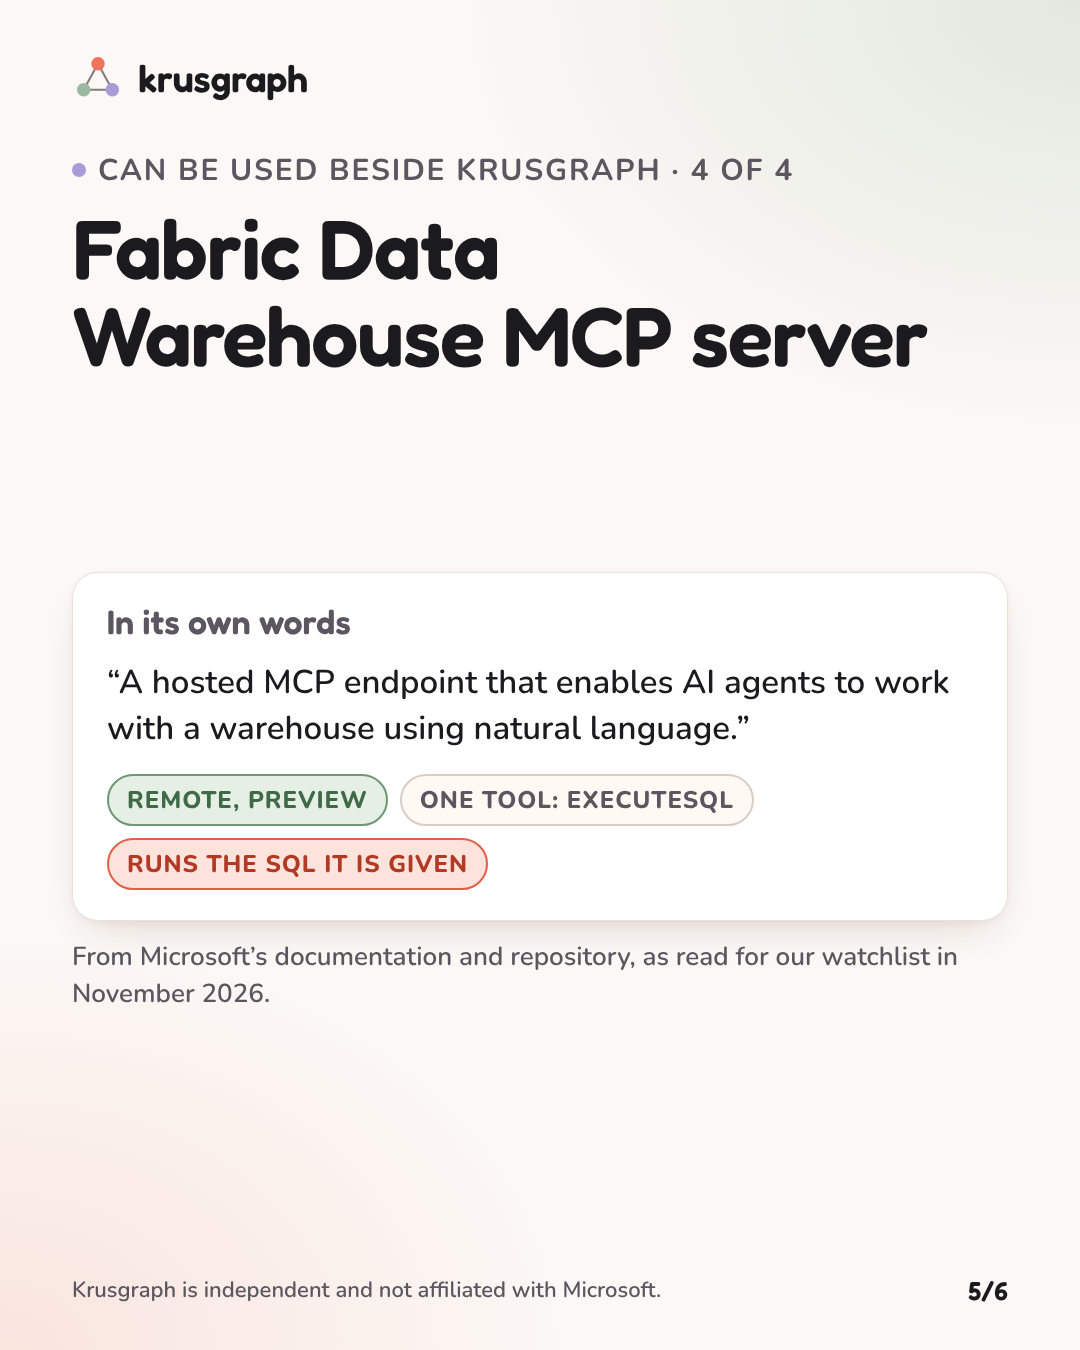 krusgraph
CAN BE USED BESIDE KRUSGRAPH · 4 OF 4
Fabric Data
Warehouse MCP server
In its own words
“A hosted MCP endpoint that enables AI agents to work
with a warehouse using natural language.”
REMOTE, PREVIEW
ONE TOOL: EXECUTESQL
RUNS THE SQL IT IS GIVEN
From Microsoft’s documentation and repository, as read for our watchlist in
November 2026.
Krusgraph is independent and not affiliated with Microsoft.
5/6